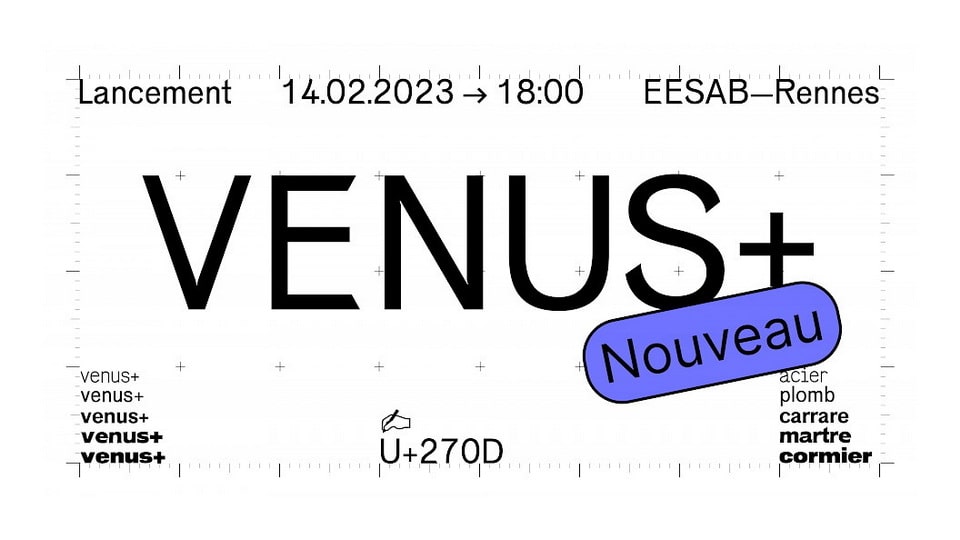 Lancement 14.02.2023 → 18:00 EESAB—Rennes
VENUS+
Nouveau
venus+
venus+
venus+
venus+
venus+
✍
U+270D
acier
plomb
carrare
martre
cormier